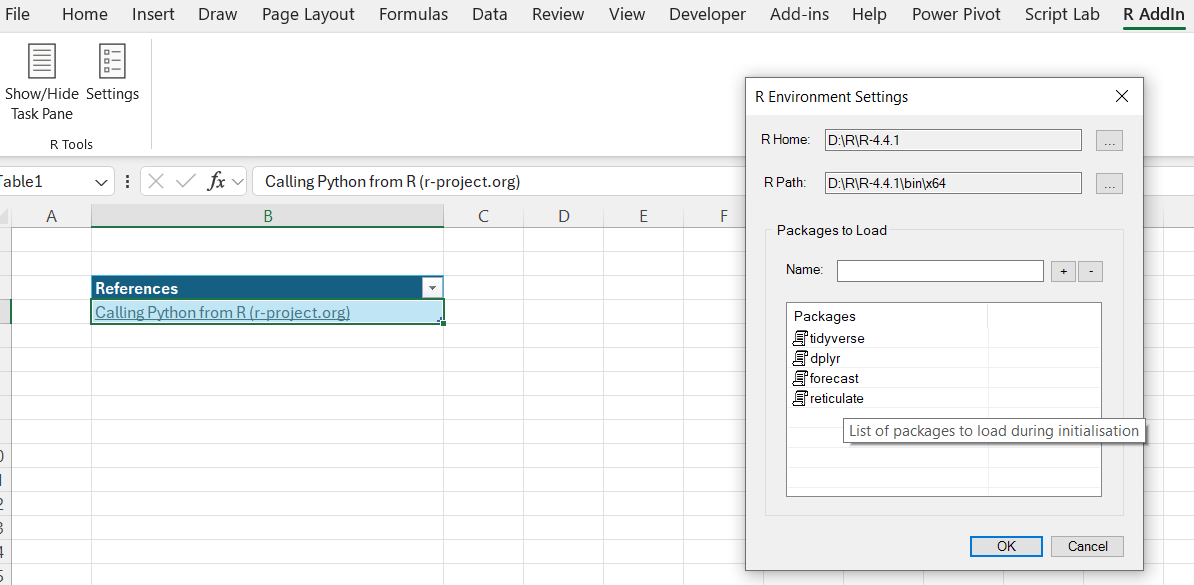 File Home Insert Draw Page Layout Formulas Data Review View Developer Add-ins Help Power Pivot Script Lab R AddIn
Show/Hide Task Pane
Settings
R Tools
Table1
fx
Calling Python from R (r-project.org)
A B C D E F
References
Calling Python from R (r-project.org)
R Environment Settings
R Home: D:\R\R-4.4.1 ...
R Path: D:\R\R-4.4.1\bin\x64 ...
Packages to Load
Name: + -
Packages
tidyverse
dplyr
forecast
reticulate
List of packages to load during initialisation
OK Cancel